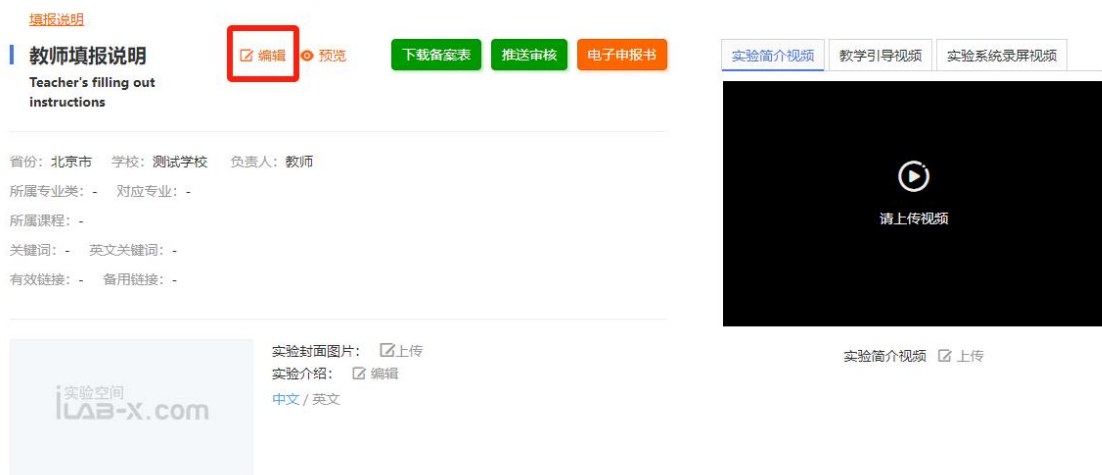 填报说明
教师填报说明 编辑 预览 下载备案表 推送审核 电子申报书
Teacher's filling out
instructions
省份：北京市 学校：测试学校 负责人：教师
所属专业类：- 对应专业：-
所属课程：-
关键词：- 英文关键词：-
有效链接：- 备用链接：-
实验空间
iLAB-X.com
实验封面图片： 上传
实验介绍： 编辑
中文 / 英文
实验简介视频 教学引导视频 实验系统录屏视频
请上传视频
实验简介视频 上传